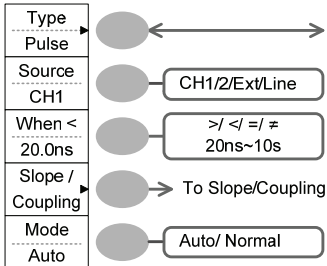 Type
Pulse
Source
CH1
CH1/2/Ext/Line
When <
20.0ns
>/ </ =/ ≠
20ns~10s
Slope /
Coupling
To Slope/Coupling
Mode
Auto
Auto/ Normal